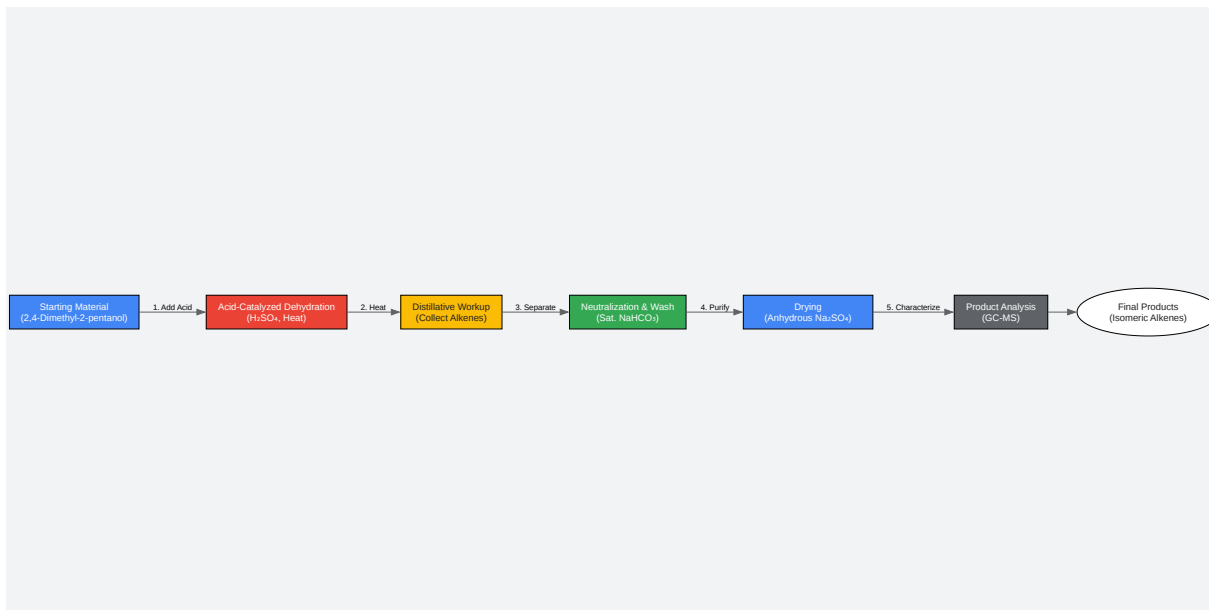 Starting Material
(2,4-Dimethyl-2-pentanol)
1. Add Acid
Acid-Catalyzed Dehydration
(H₂SO₄, Heat)
2. Heat
Distillative Workup
(Collect Alkenes)
3. Separate
Neutralization & Wash
(Sat. NaHCO₃)
4. Purify
Drying
(Anhydrous Na₂SO₄)
5. Characterize
Product Analysis
(GC-MS)
Final Products
(Isomeric Alkenes)